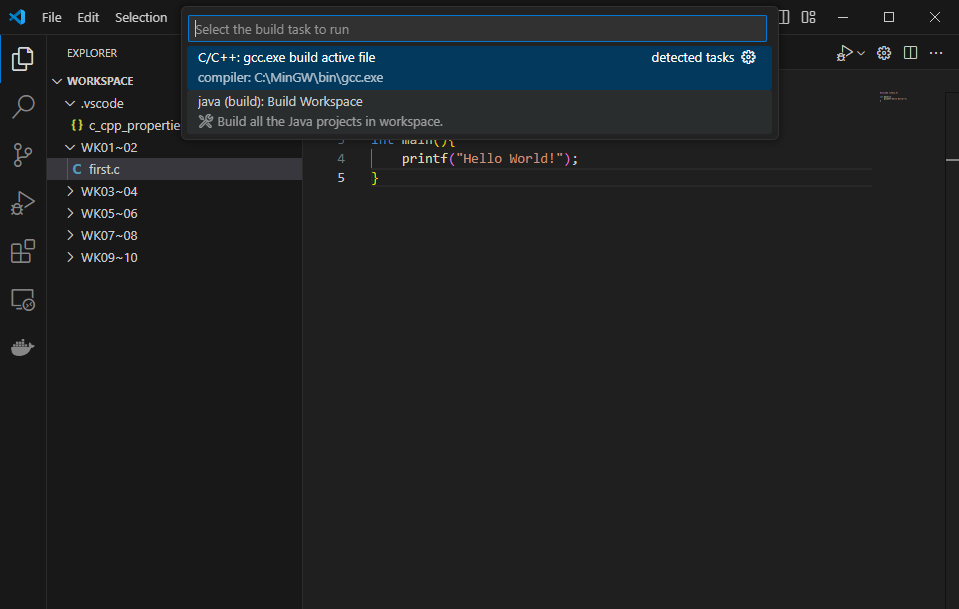 File Edit Selection
Select the build task to run
C/C++: gcc.exe build active file detected tasks
compiler: C:\MinGW\bin\gcc.exe
java (build): Build Workspace
Build all the Java projects in workspace.
EXPLORER
WORKSPACE
.vscode
{} c_cpp_propertie
WK01~02
C first.c
WK03~04
WK05~06
WK07~08
WK09~10
3 int main(){
4 printf("Hello World!");
5 }